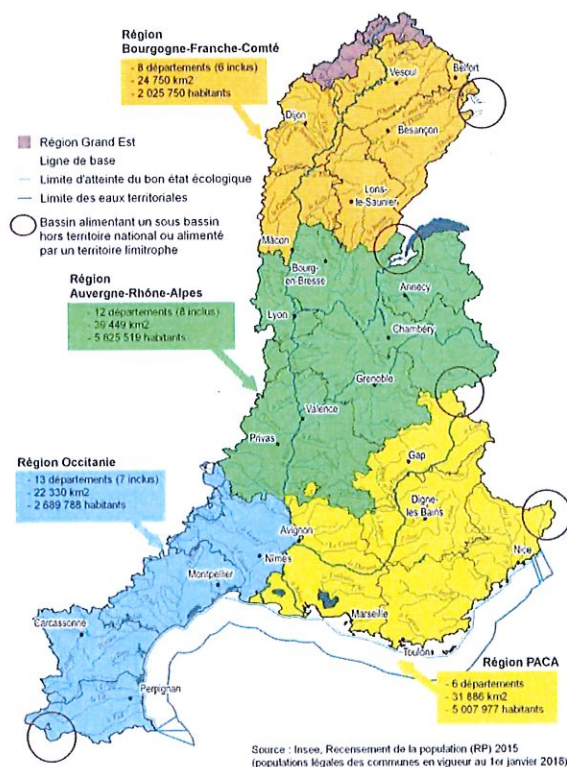 Région
Bourgogne-Franche-Comté
- 8 départements (6 inclus)
- 24 750 km2
- 2 025 750 habitants
Région Grand Est
Ligne de base
Limite d'atteinte du bon état écologique
Limite des eaux territoriales
Bassin alimentant un sous bassin
hors territoire national ou alimenté
par un territoire limitrophe
Vesoul
Belfort
Dijon
Besançon
Lons-
le-Saunier
Mâcon
Bourg-
en-Bresse
Annecy
Région
Auvergne-Rhône-Alpes
- 12 départements (8 inclus)
- 39 449 km2
- 5 625 519 habitants
Lyon
Chambéry
Grenoble
Valence
Privas
Gap
Région Occitanie
- 13 départements (7 inclus)
- 22 330 km2
- 2 689 788 habitants
Digne-
les-Bains
Avignon
Nîmes
Nice
Montpellier
Marseille
Carcassonne
Toulon
Perpignan
Région PACA
- 6 départements
- 31 886 km2
- 5 007 977 habitants
Source : Insee, Recensement de la population (RP) 2015
(populations légales des communes en vigueur au 1er janvier 2018)